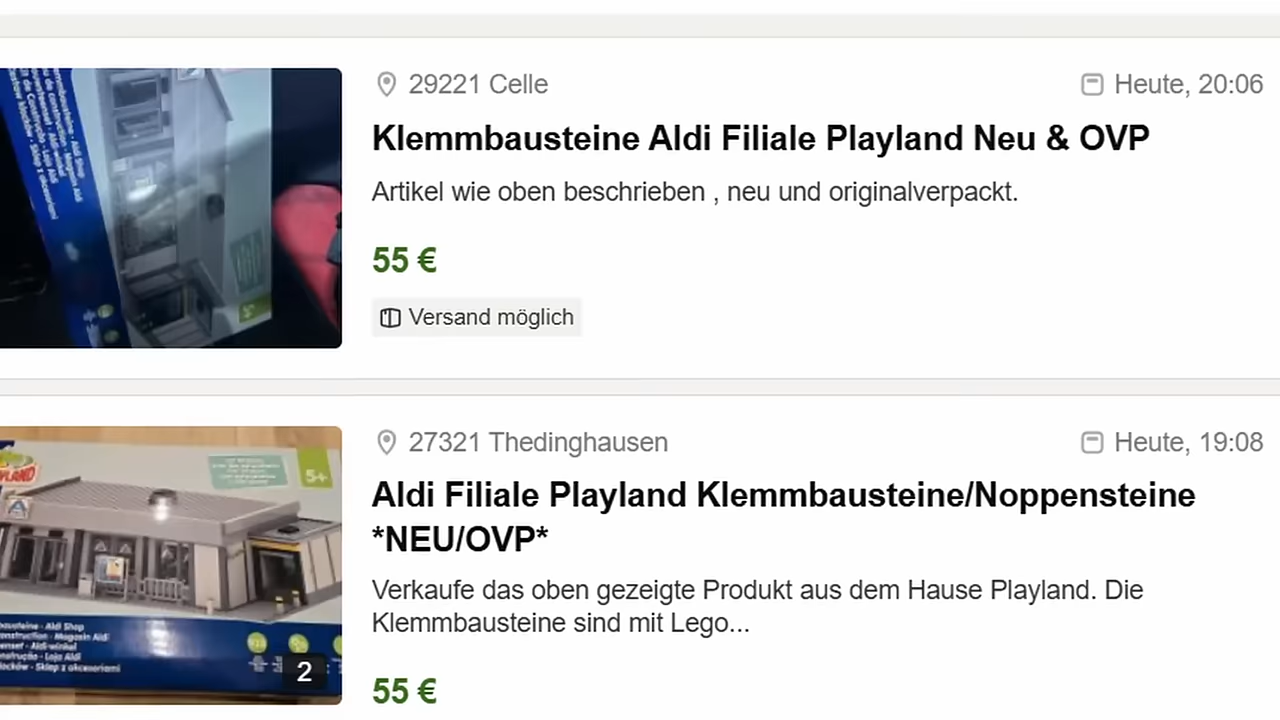 29221 Celle
Heute, 20:06
Klemmbausteine Aldi Filiale Playland Neu & OVP
Artikel wie oben beschrieben , neu und originalverpackt.
55 €
Versand möglich
27321 Thedinghausen
Heute, 19:08
Aldi Filiale Playland Klemmbausteine/Noppensteine
*NEU/OVP*
Verkaufe das oben gezeigte Produkt aus dem Hause Playland. Die
Klemmbausteine sind mit Lego...
5+
2
55 €